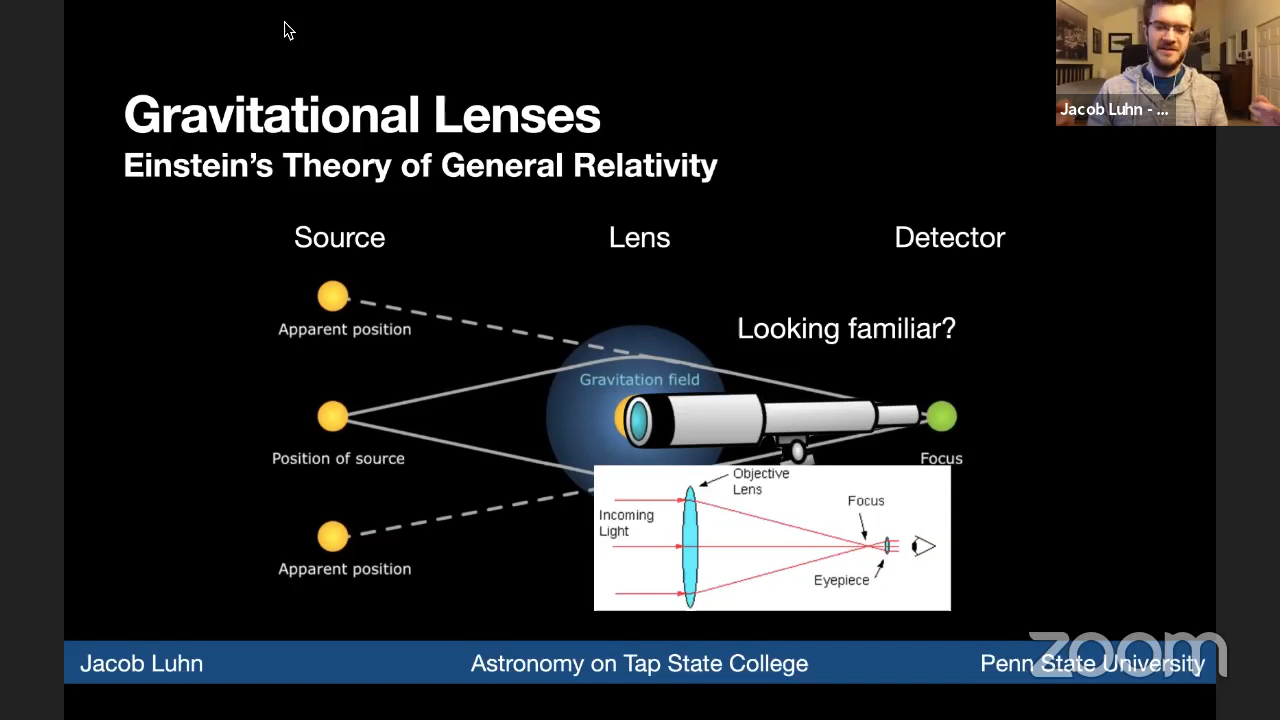 Jacob Luhn - ...
Gravitational Lenses
Einstein's Theory of General Relativity
Source
Lens
Detector
Apparent position
Looking familiar?
Gravitation field
Position of source
Focus
Objective
Lens
Focus
Incoming
Light
Eyepiece
Apparent position
Jacob Luhn
Astronomy on Tap State College
Penn State University
zoom